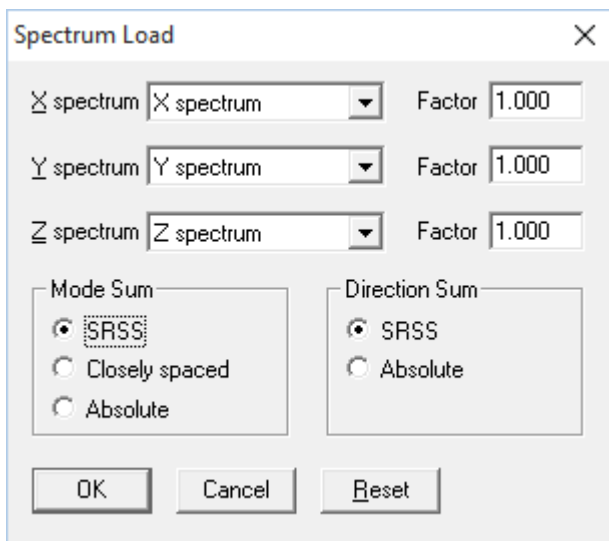 Spectrum Load
X spectrum X spectrum Factor 1.000
Y spectrum Y spectrum Factor 1.000
Z spectrum Z spectrum Factor 1.000
Mode Sum Direction Sum
SRSS SRSS
Closely spaced Absolute
Absolute
OK Cancel Reset